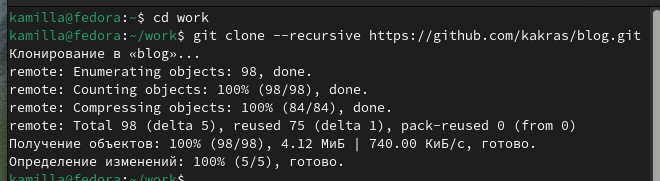 kamilla@fedora:~$ cd work
kamilla@fedora:~/work$ git clone --recursive https://github.com/kakras/blog.git
Клонирование в «blog»...
remote: Enumerating objects: 98, done.
remote: Counting objects: 100% (98/98), done.
remote: Compressing objects: 100% (84/84), done.
remote: Total 98 (delta 5), reused 75 (delta 1), pack-reused 0 (from 0)
Получение объектов: 100% (98/98), 4.12 МиБ | 740.00 КиБ/с, готово.
Определение изменений: 100% (5/5), готово.
kamilla@fedora:~/work$